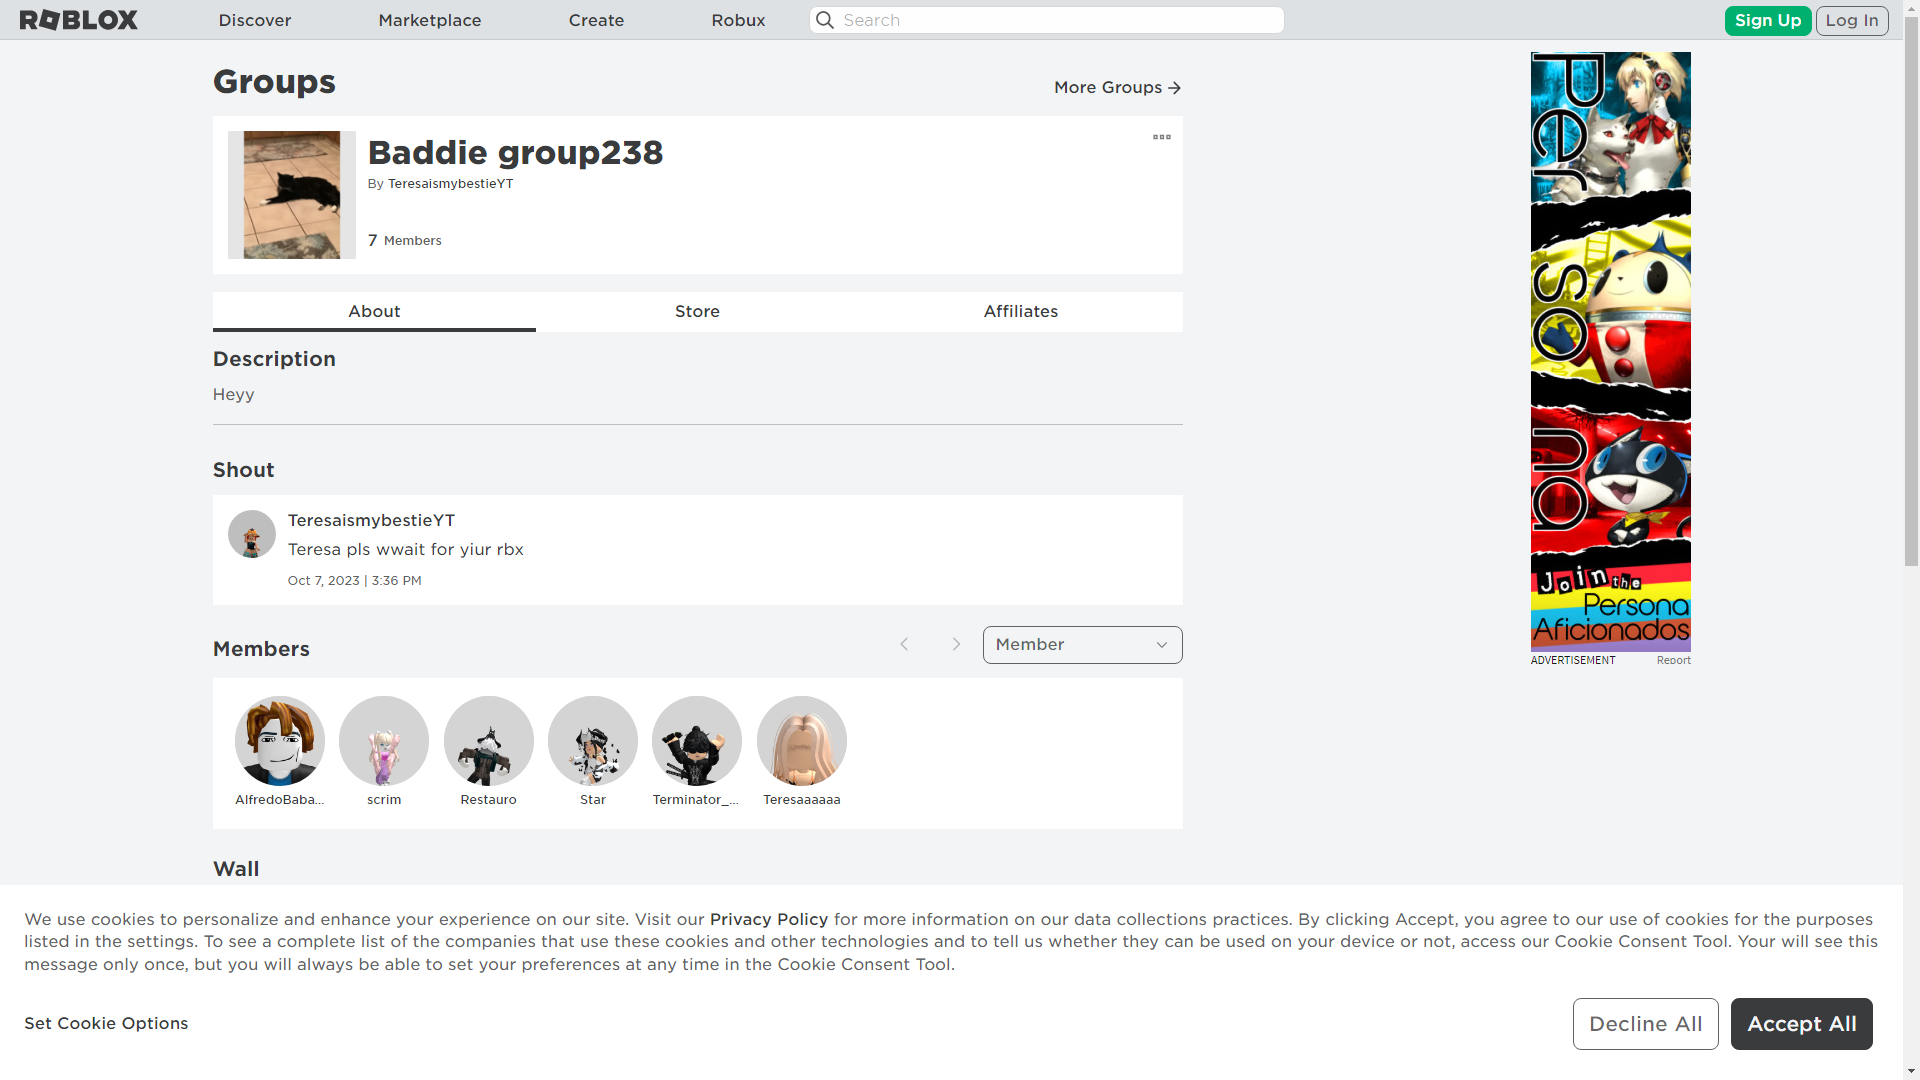 ROBLOX
Discover
Marketplace
Create
Robux
Search
Sign Up
Log In
Groups
More Groups
Baddie group238
By TeresaismybestieYT
7 Members
About
Store
Affiliates
Description
Heyy
Shout
TeresaismybestieYT
Teresa pls wwait for yiur rbx
Oct 7, 2023 | 3:36 PM
Members
Member
AlfredoBaba...
scrim
Restauro
Star
Terminator_...
Teresaaaaaa
Wall
Persona
Join the
Persona
Aficionados
ADVERTISEMENT
Report
We use cookies to personalize and enhance your experience on our site. Visit our Privacy Policy for more information on our data collections practices. By clicking Accept, you agree to our use of cookies for the purposes
listed in the settings. To see a complete list of the companies that use these cookies and other technologies and to tell us whether they can be used on your device or not, access our Cookie Consent Tool. Your will see this
message only once, but you will always be able to set your preferences at any time in the Cookie Consent Tool.
Set Cookie Options
Decline All
Accept All